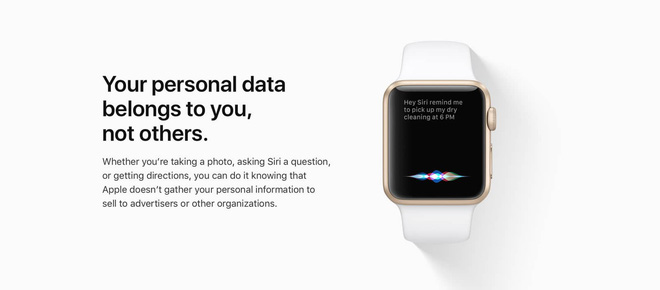 Your personal data
belongs to you,
not others.
Whether you're taking a photo, asking Siri a question,
or getting directions, you can do it knowing that
Apple doesn't gather your personal information to
sell to advertisers or other organizations.
Hey Siri remind me
to pick up my dry
cleaning at 6 PM